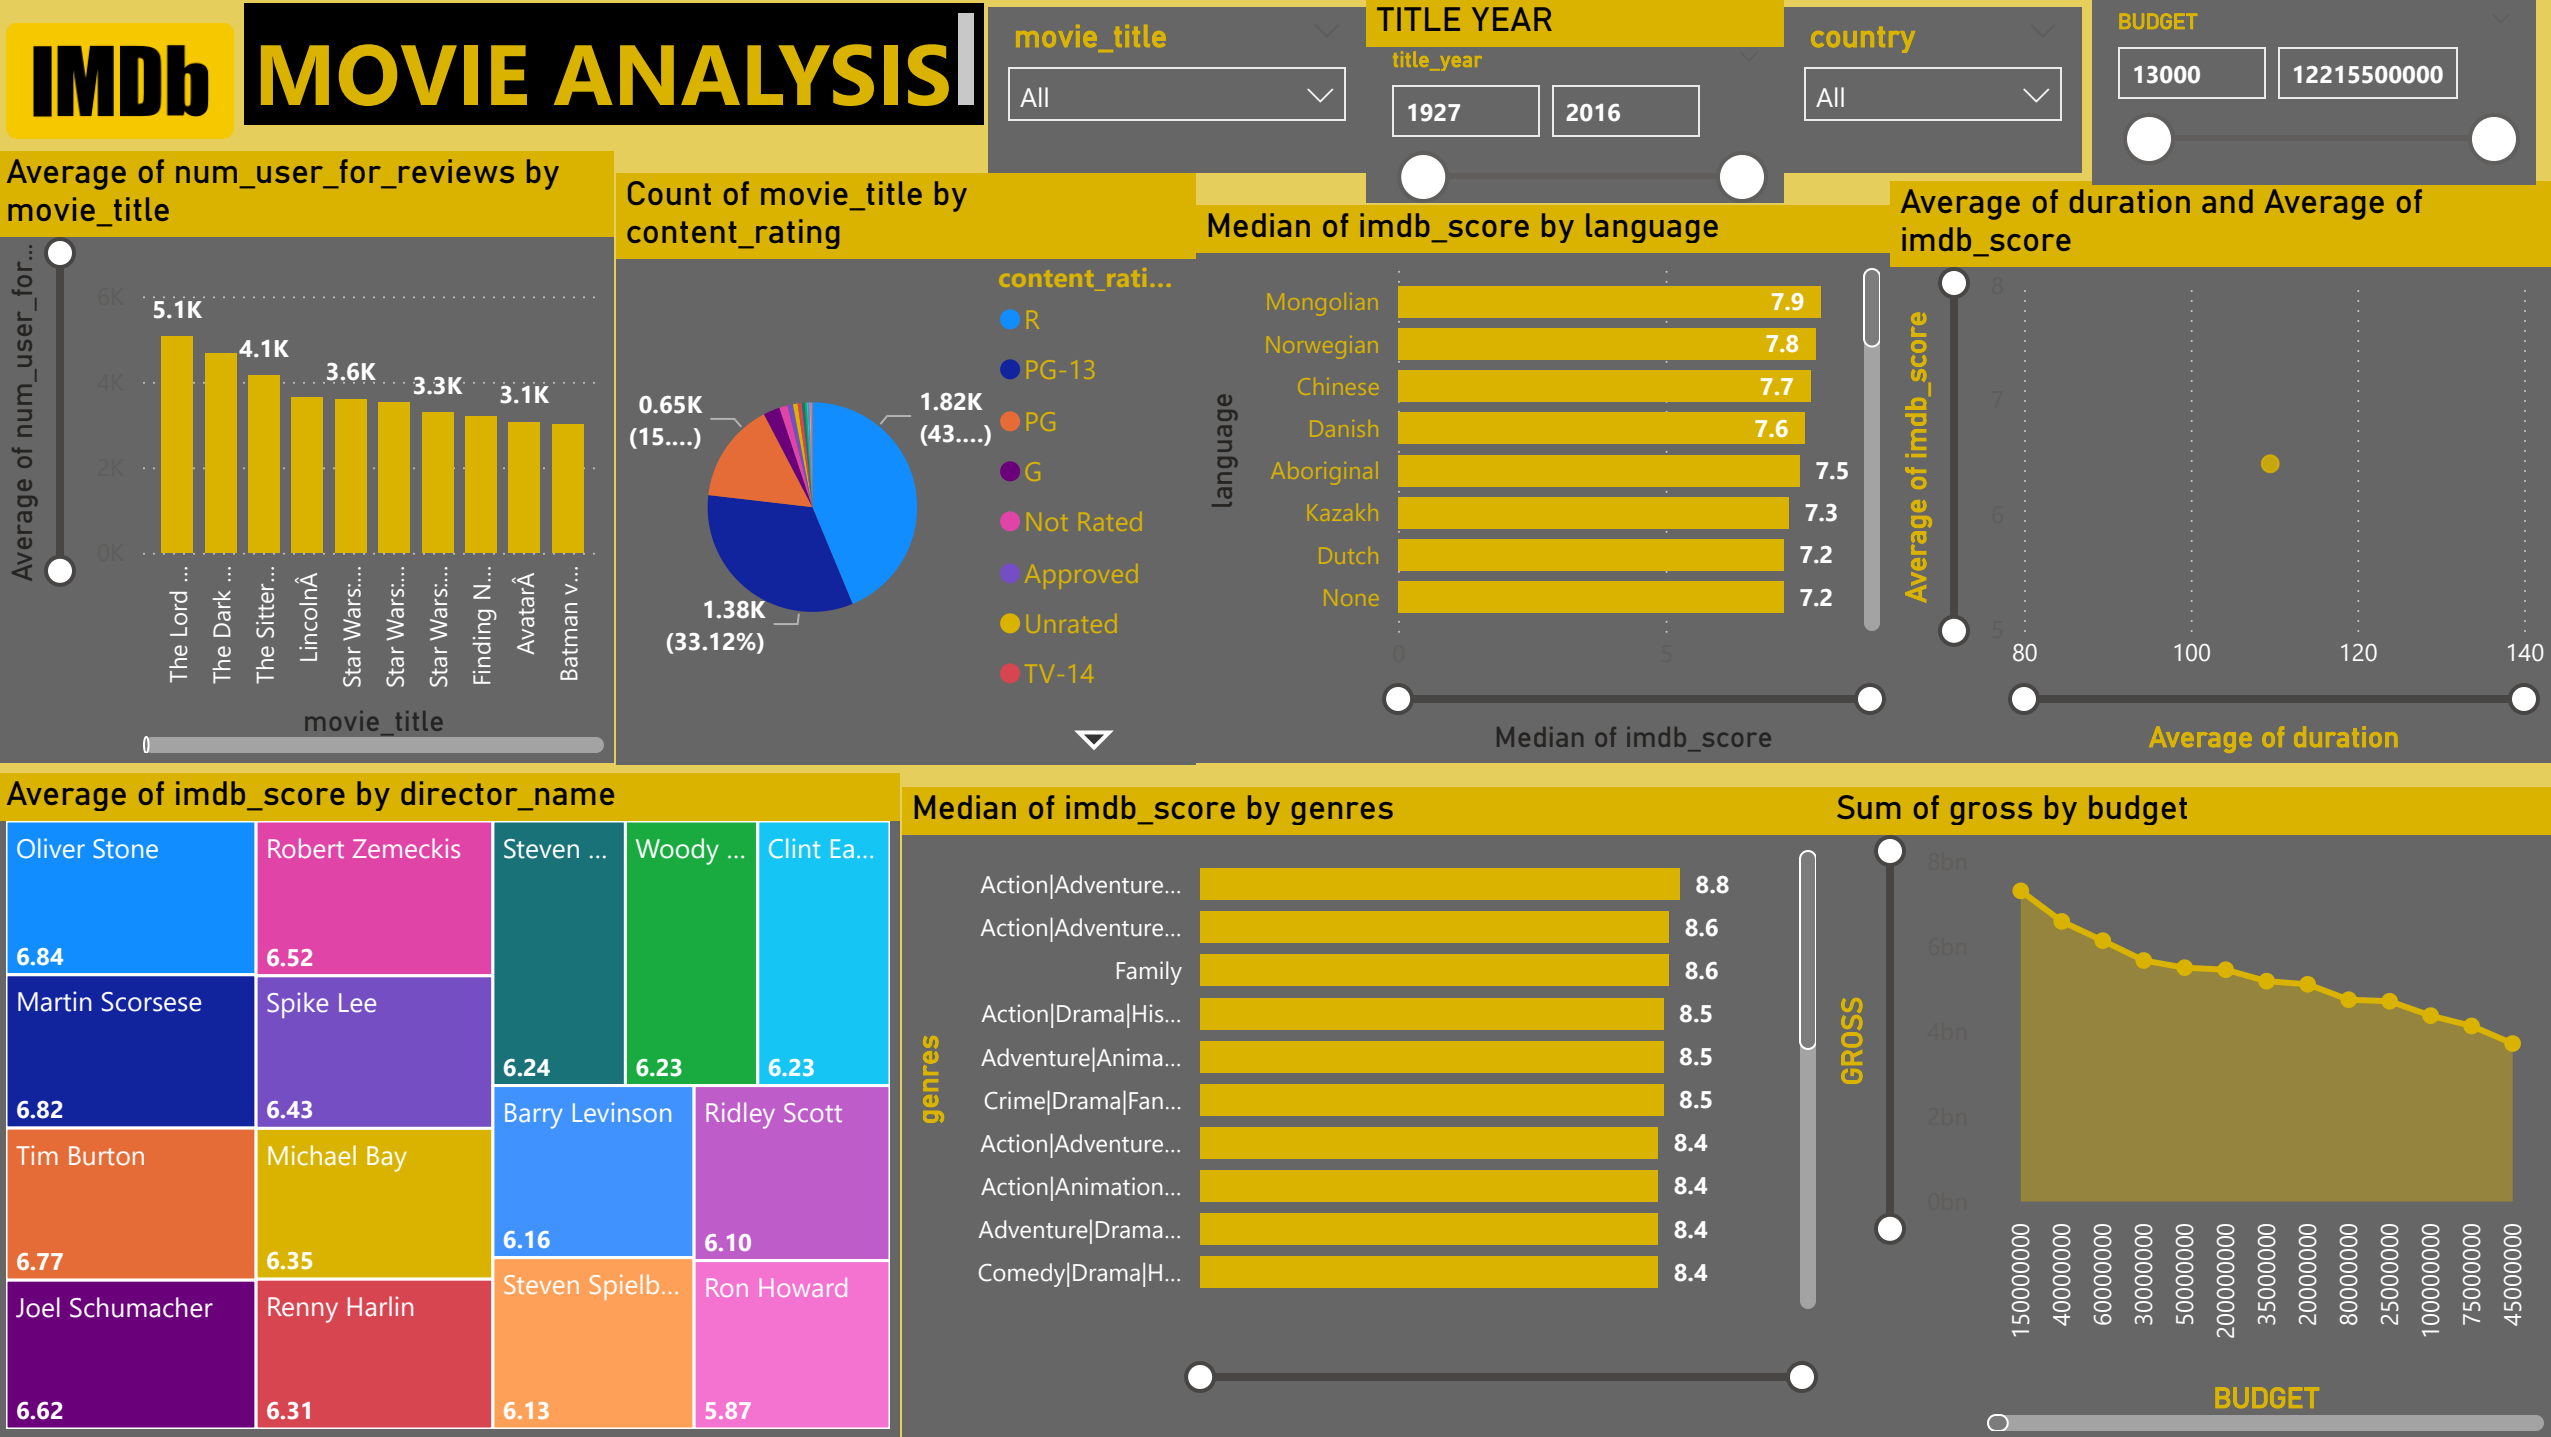 IMDb
MOVIE ANALYSIS
movie_title
All
TITLE YEAR
title_year
1927
2016
country
All
BUDGET
13000
12215500000
Average of num_user_for_reviews by
movie_title
Average of num_user_for...
6K
4K
2K
0K
5.1K
4.1K
3.6K
3.3K
3.1K
The Lord ...
The Dark ...
The Sitter...
LincolnÂ
Star Wars:...
Star Wars:...
Star Wars:...
Finding N...
AvatarÂ
Batman v...
movie_title
Count of movie_title by
content_rating
0.65K
(15....)
1.82K
(43....)
1.38K
(33.12%)
content_rati...
R
PG-13
PG
G
Not Rated
Approved
Unrated
TV-14
Median of imdb_score by language
language
Mongolian 7.9
Norwegian 7.8
Chinese 7.7
Danish 7.6
Aboriginal 7.5
Kazakh 7.3
Dutch 7.2
None 7.2
0 5
Median of imdb_score
Average of duration and Average of
imdb_score
Average of imdb_score
8
7
6
5
80 100 120 140
Average of duration
Average of imdb_score by director_name
Oliver Stone
6.84
Martin Scorsese
6.82
Tim Burton
6.77
Joel Schumacher
6.62
Robert Zemeckis
6.52
Spike Lee
6.43
Michael Bay
6.35
Renny Harlin
6.31
Steven ...
6.24
Woody ...
6.23
Clint Ea...
6.23
Barry Levinson
6.16
Steven Spielb...
6.13
Ridley Scott
6.10
Ron Howard
5.87
Median of imdb_score by genres
genres
Action|Adventure... 8.8
Action|Adventure... 8.6
Family 8.6
Action|Drama|His... 8.5
Adventure|Anima... 8.5
Crime|Drama|Fan... 8.5
Action|Adventure... 8.4
Action|Animation... 8.4
Adventure|Drama... 8.4
Comedy|Drama|H... 8.4
Sum of gross by budget
GROSS
8bn
6bn
4bn
2bn
0bn
150000000
40000000
60000000
30000000
50000000
200000000
35000000
20000000
80000000
25000000
100000000
75000000
45000000
BUDGET